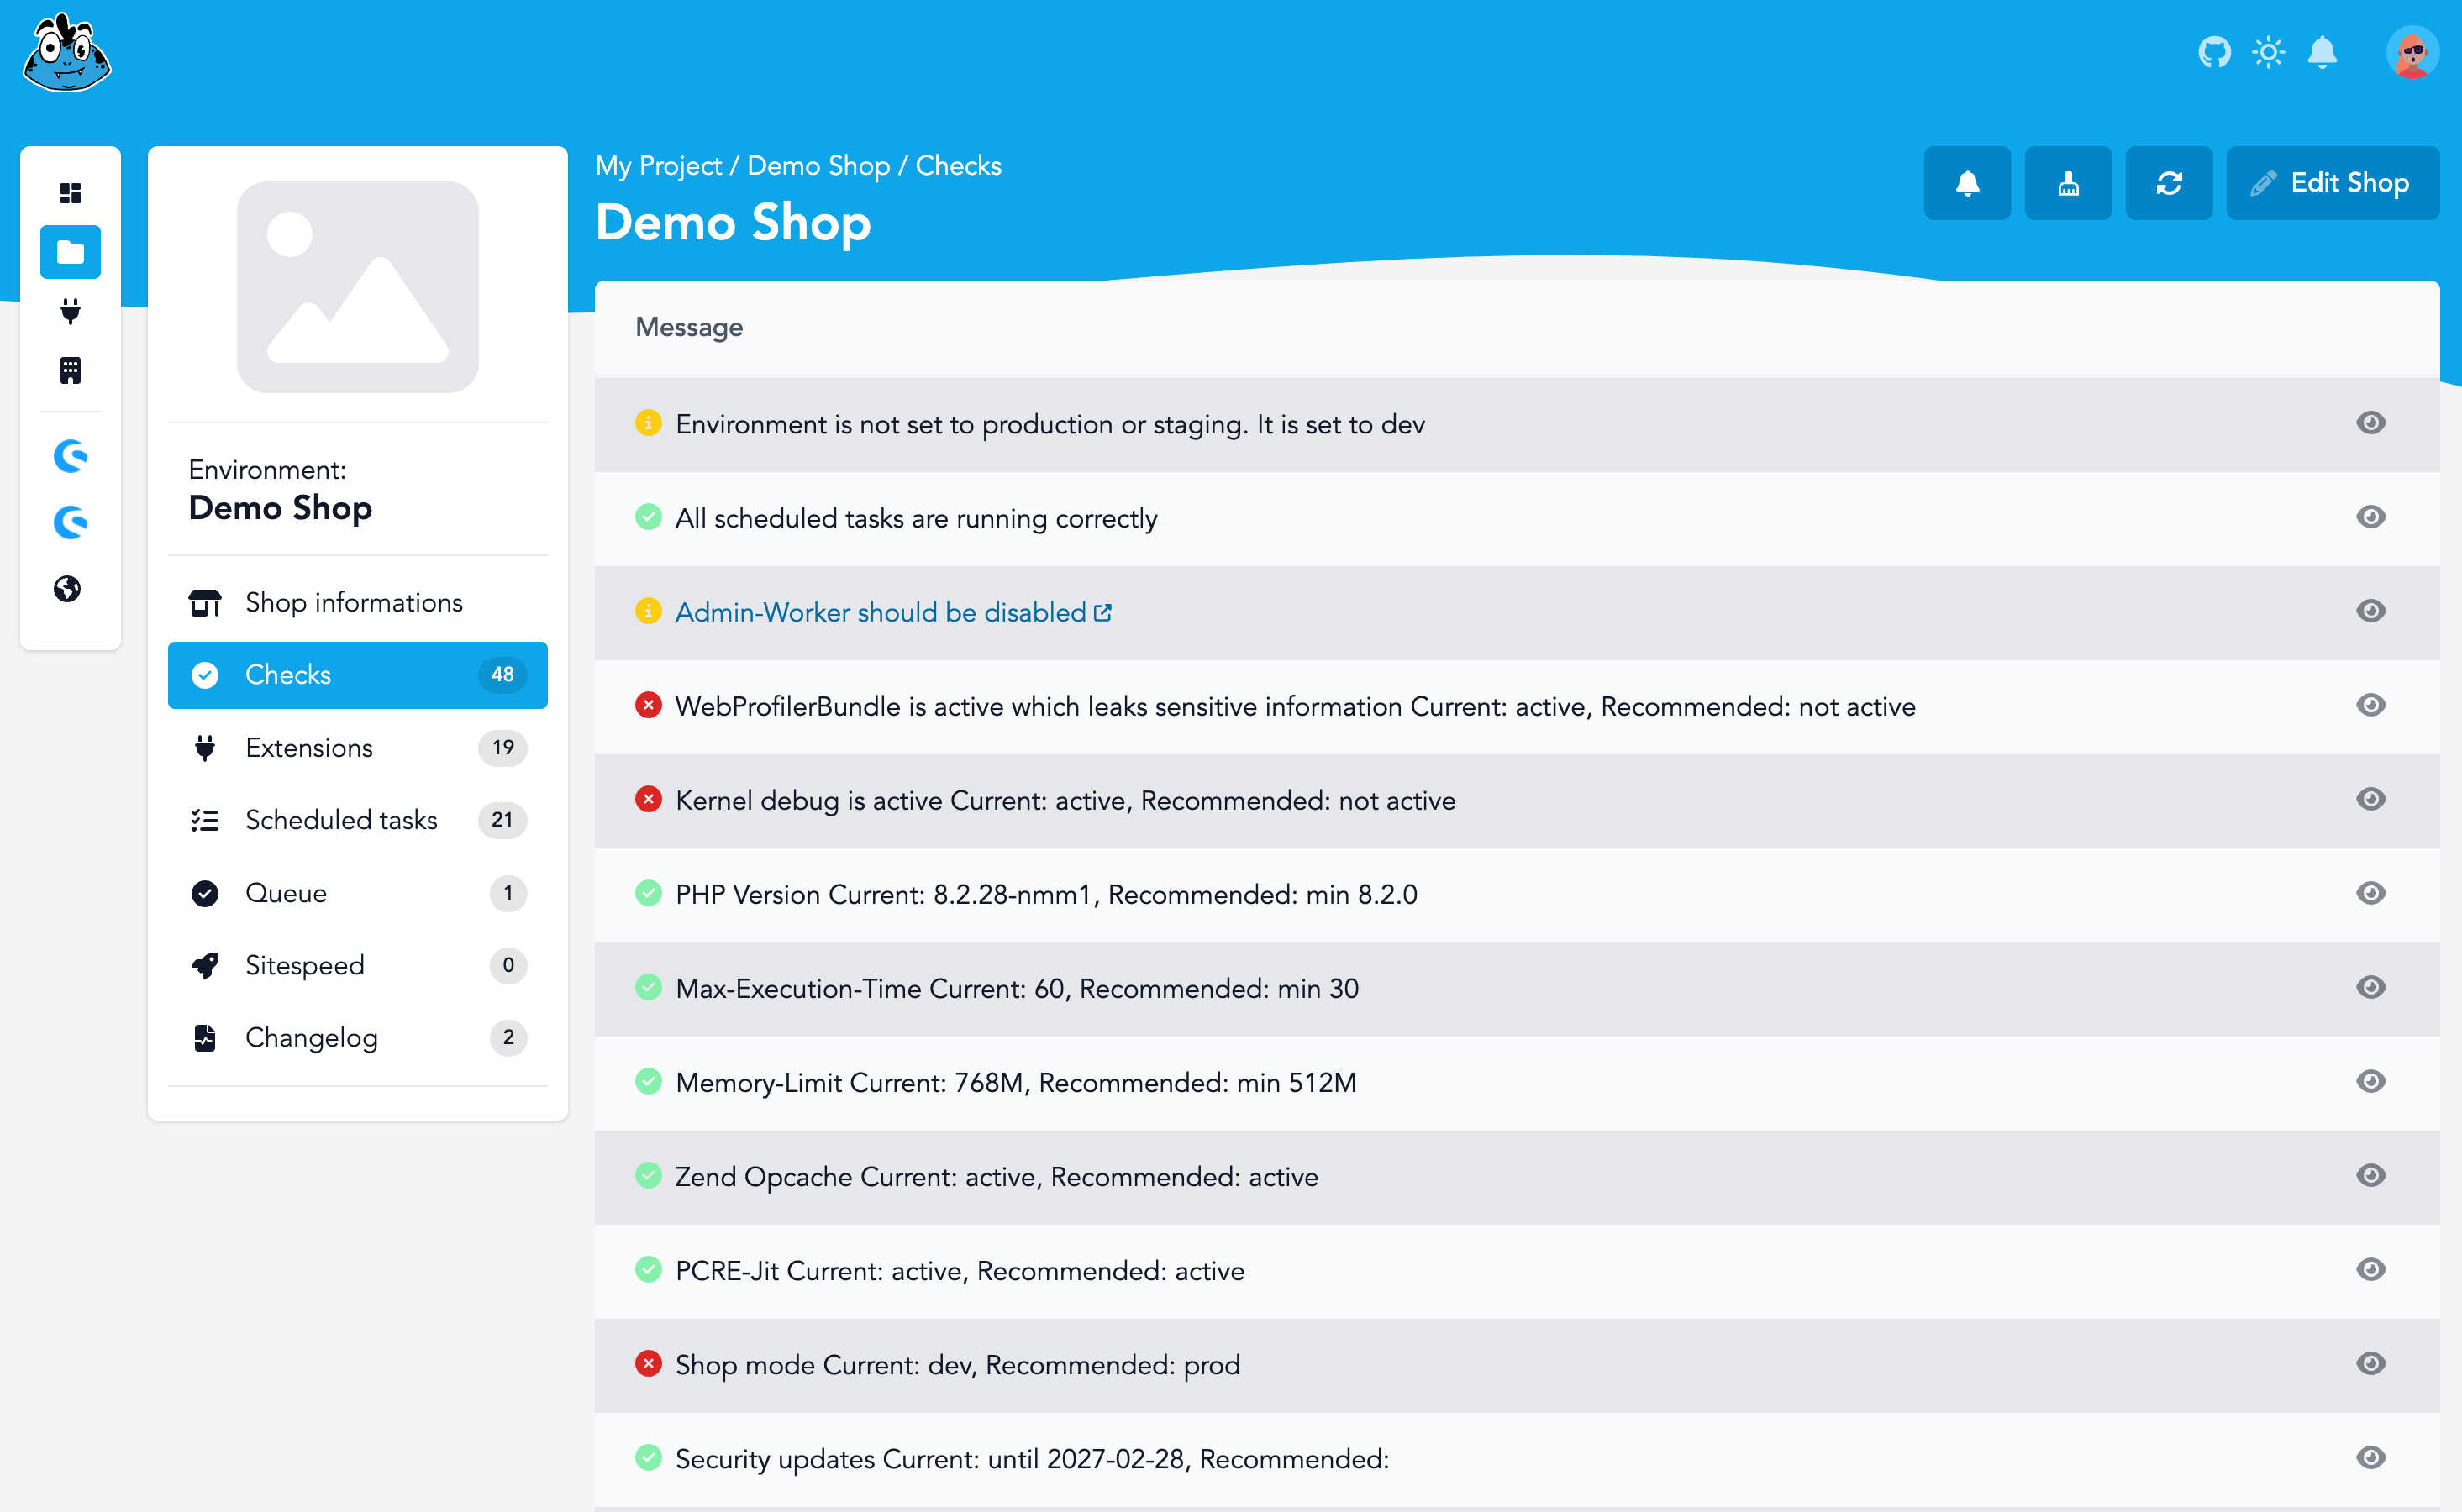 My Project / Demo Shop / Checks
Demo Shop
Edit Shop
Environment:
Demo Shop
Shop informations
Checks 48
Extensions 19
Scheduled tasks 21
Queue 1
Sitespeed 0
Changelog 2
Message
Environment is not set to production or staging. It is set to dev
All scheduled tasks are running correctly
Admin-Worker should be disabled
WebProfilerBundle is active which leaks sensitive information Current: active, Recommended: not active
Kernel debug is active Current: active, Recommended: not active
PHP Version Current: 8.2.28-nmm1, Recommended: min 8.2.0
Max-Execution-Time Current: 60, Recommended: min 30
Memory-Limit Current: 768M, Recommended: min 512M
Zend Opcache Current: active, Recommended: active
PCRE-Jit Current: active, Recommended: active
Shop mode Current: dev, Recommended: prod
Security updates Current: until 2027-02-28, Recommended: